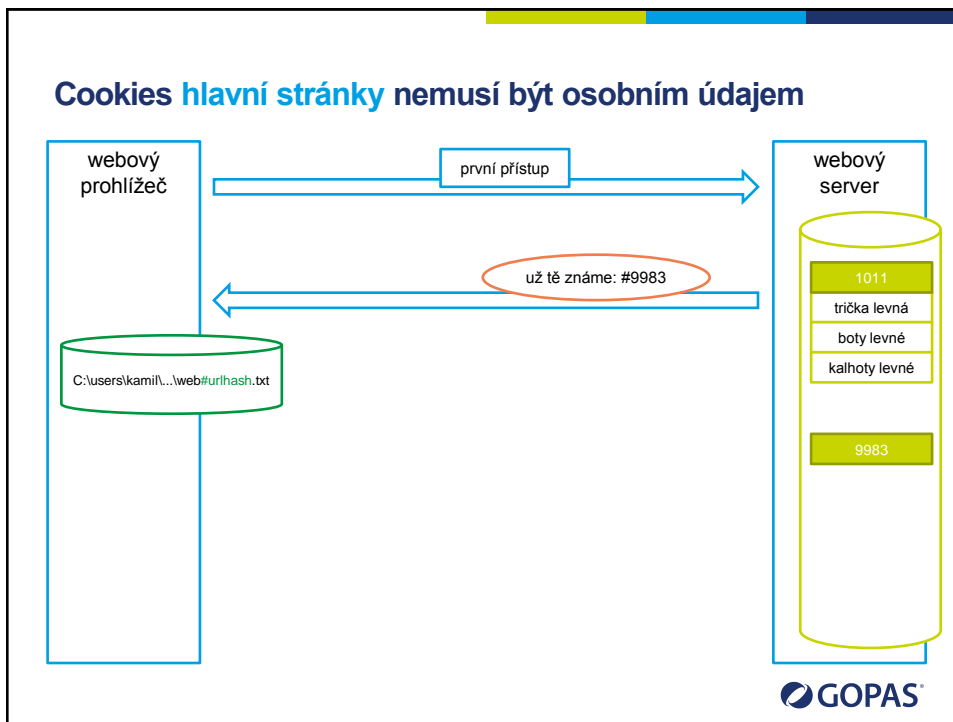 Cookies hlavní stránky nemusí být osobním údajem
webový
prohlížeč
první přístup
webový
server
už tě známe: #9983
1011
trička levná
boty levné
kalhoty levné
C:\users\kamil\...\web#urlhash.txt
9983
GOPAS®